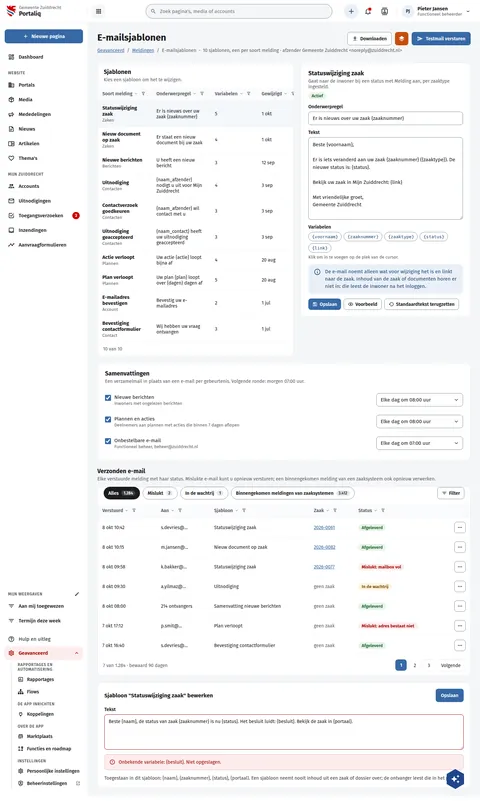 Gemeente Zuiddrecht
Portaliq
Zoek pagina's, media of accounts
PJ
Pieter Jansen
Functioneel beheerder
Nieuwe pagina
Dashboard
WEBSITE
Portals
Media
Mededelingen
Nieuws
Artikelen
Thema's
MIJN ZUIDDRECHT
Accounts
Uitnodigingen
Toegangsverzoeken
Inzendingen
Aanvraagformulieren
MIJN WEERGAVEN
Aan mij toegewezen
Termijn deze week
Hulp en uitleg
Geavanceerd
RAPPORTAGES EN AUTOMATISERING
Rapportages
Flows
DE APP INRICHTEN
Koppelingen
OVER DE APP
Marktplaats
Functies en roadmap
INSTELLINGEN
Persoonlijke instellingen
Beheerinstellingen
E-mailsjablonen
Geavanceerd / Meldingen / E-mailsjablonen - 10 sjablonen, een per soort melding - afzender Gemeente Zuiddrecht <noreply@zuiddrecht.nl>
Downloaden
Testmail versturen
Sjablonen
Kies een sjabloon om het te wijzigen.
Soort melding Onderwerpregel Variabelen Gewijzigd
Statuswijziging zaak
Zaken
Er is nieuws over uw zaak {zaaknummer}
5
1 okt
Nieuw document op zaak
Zaken
Er staat een nieuw document bij uw zaak
4
1 okt
Nieuwe berichten
Berichten
U heeft een nieuw bericht
3
12 sep
Uitnodiging
Contacten
{naam_afzender} nodigt u uit voor Mijn Zuiddrecht
4
3 sep
Contactverzoek goedkeuren
Contacten
{naam_afzender} wil contact met u
3
3 sep
Uitnodiging geaccepteerd
Contacten
{naam_contact} heeft uw uitnodiging geaccepteerd
3
3 sep
Actie verloopt
Plannen
Uw actie {actie} loopt bijna af
4
20 aug
Plan verloopt
Plannen
Uw plan {plan} loopt over {dagen} dagen af
5
20 aug
E-mailadres bevestigen
Account
Bevestig uw e-mailadres
2
1 jul
Bevestiging contactformulier
Contact
Wij hebben uw vraag ontvangen
3
1 jul
10 van 10
Statuswijziging zaak
Gaat naar de inwoner bij een status met Melding aan, per zaaktype ingesteld.
Actief
Onderwerpregel
Er is nieuws over uw zaak {zaaknummer}
Tekst
Beste {voornaam},
Er is iets veranderd aan uw zaak {zaaknummer} ({zaaktype}). De nieuwe status is: {status}.
Bekijk uw zaak in Mijn Zuiddrecht: {link}
Met vriendelijke groet,
Gemeente Zuiddrecht
Variabelen
{voornaam} {zaaknummer} {zaaktype} {status}
{link}
Klik om in te voegen op de plek van de cursor.
De e-mail noemt alleen wat voor wijziging het is en linkt naar de zaak. Inhoud van de zaak of documenten horen er niet in: die leest de inwoner na het inloggen.
Opslaan
Voorbeeld
Standaardtekst terugzetten
Samenvattingen
Een verzamelmail in plaats van een e-mail per gebeurtenis. Volgende ronde: morgen 07:00 uur.
Nieuwe berichten
Inwoners met ongelezen berichten
Elke dag om 08:00 uur
Plannen en acties
Deelnemers aan plannen met acties die binnen 7 dagen aflopen
Elke dag om 08:00 uur
Onbestelbare e-mail
Functioneel beheer, beheer@zuiddrecht.nl
Elke dag om 07:00 uur
Verzonden e-mail
Elke verstuurde melding met haar status. Mislukte e-mail kunt u opnieuw versturen; een binnengekomen melding van een zaaksysteem ook opnieuw verwerken.
Alles 1.284
Mislukt 3
In de wachtrij 1
Binnengekomen meldingen van zaaksystemen 3.412
Filter
Verstuurd Aan Sjabloon Zaak Status
8 okt 10:42 s.devries@... Statuswijziging zaak 2026-0061 Afgeleverd
8 okt 10:15 m.jansen@... Nieuw document op zaak 2026-0083 Afgeleverd
8 okt 09:58 k.bakker@... Statuswijziging zaak 2026-0077 Mislukt: mailbox vol
8 okt 09:30 a.yilmaz@... Uitnodiging geen zaak In de wachtrij
8 okt 08:00 214 ontvangers Samenvatting nieuwe berichten geen zaak Afgeleverd
7 okt 17:12 p.smit@... Plan verloopt geen zaak Mislukt: adres bestaat niet
7 okt 16:40 s.devries@... Bevestiging contactformulier geen zaak Afgeleverd
7 van 1.284 - bewaard 90 dagen
1 2 3 Volgende
Sjabloon "Statuswijziging zaak" bewerken
Opslaan
Tekst
Beste {naam}, de status van zaak {zaaknummer} is nu {status}. Het besluit luidt: {besluit}. Bekijk de zaak in {portaal}.
Onbekende variabele: {besluit}. Niet opgeslagen.
Toegestaan in dit sjabloon: {naam}, {zaaknummer}, {status}, {portaal}. Een sjabloon noemt nooit inhoud uit een zaak of dossier over: de ontvanger leest die in het